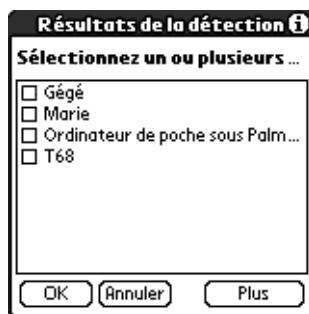 Résultats de la détection
Sélectionnez un ou plusieurs ...
Gégé
Marie
Ordinateur de poche sous Palm...
T68
OK Annuler Plus